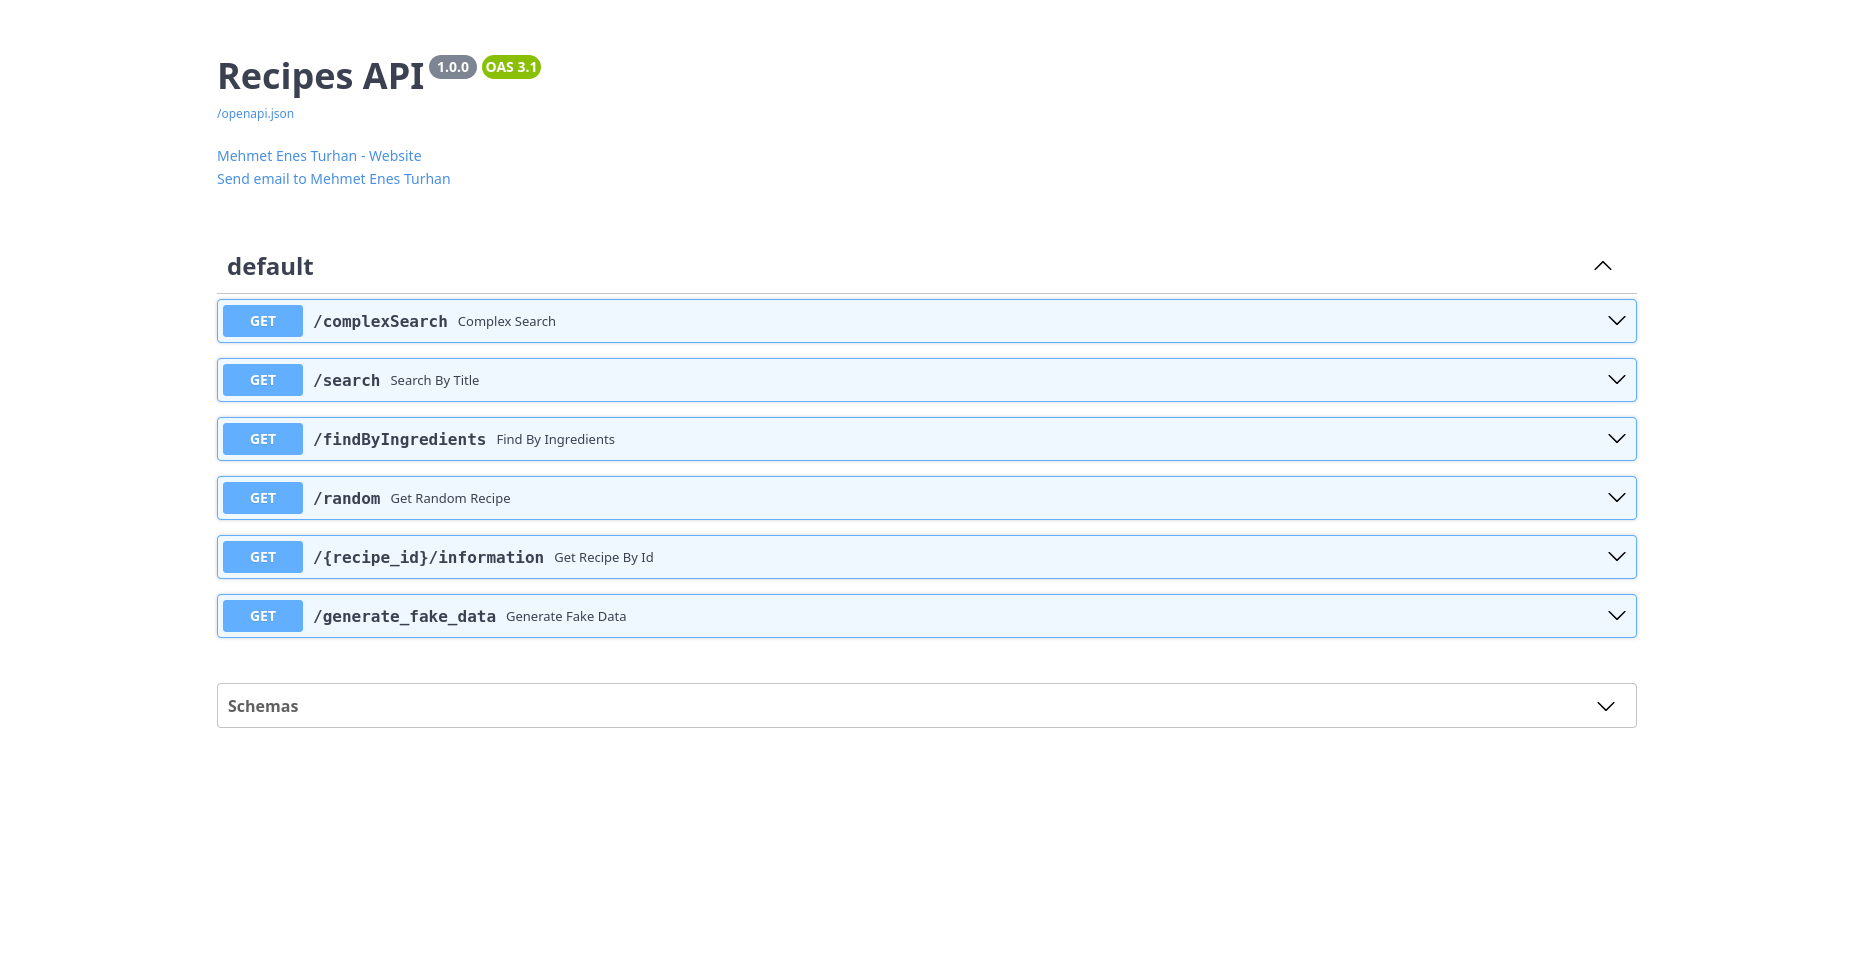 Recipes API 1.0.0 OAS 3.1
/openapi.json
Mehmet Enes Turhan - Website
Send email to Mehmet Enes Turhan
default
GET /complexSearch Complex Search
GET /search Search By Title
GET /findByIngredients Find By Ingredients
GET /random Get Random Recipe
GET /{recipe_id}/information Get Recipe By Id
GET /generate_fake_data Generate Fake Data
Schemas